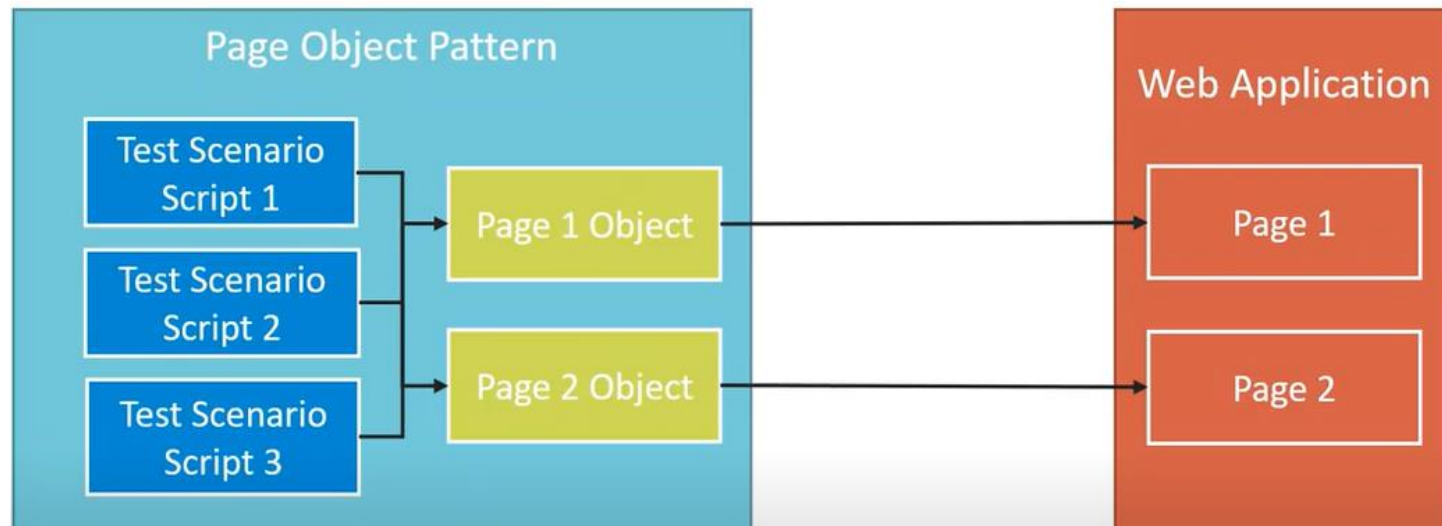 Page Object Pattern
Test Scenario
Script 1
Test Scenario
Script 2
Test Scenario
Script 3
Page 1 Object
Page 2 Object
Web Application
Page 1
Page 2